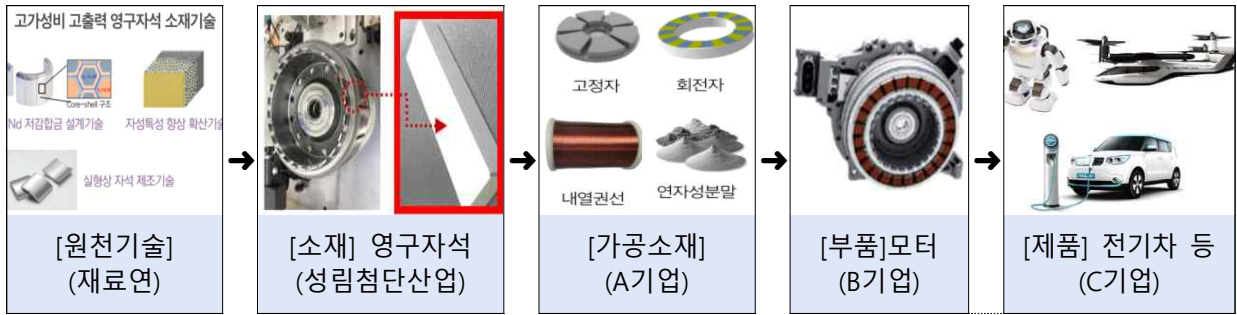 고가성비 고출력 영구자석 소재기술
Core-shell 구조
Nd 저감합금 설계기술
자성특성 향상 확산기술
실형상 자석 제조기술
[원천기술]
(재료연)
[소재] 영구자석
(성림첨단산업)
고정자
회전자
내열권선
연자성분말
[가공소재]
(A기업)
[부품]모터
(B기업)
[제품] 전기차 등
(C기업)